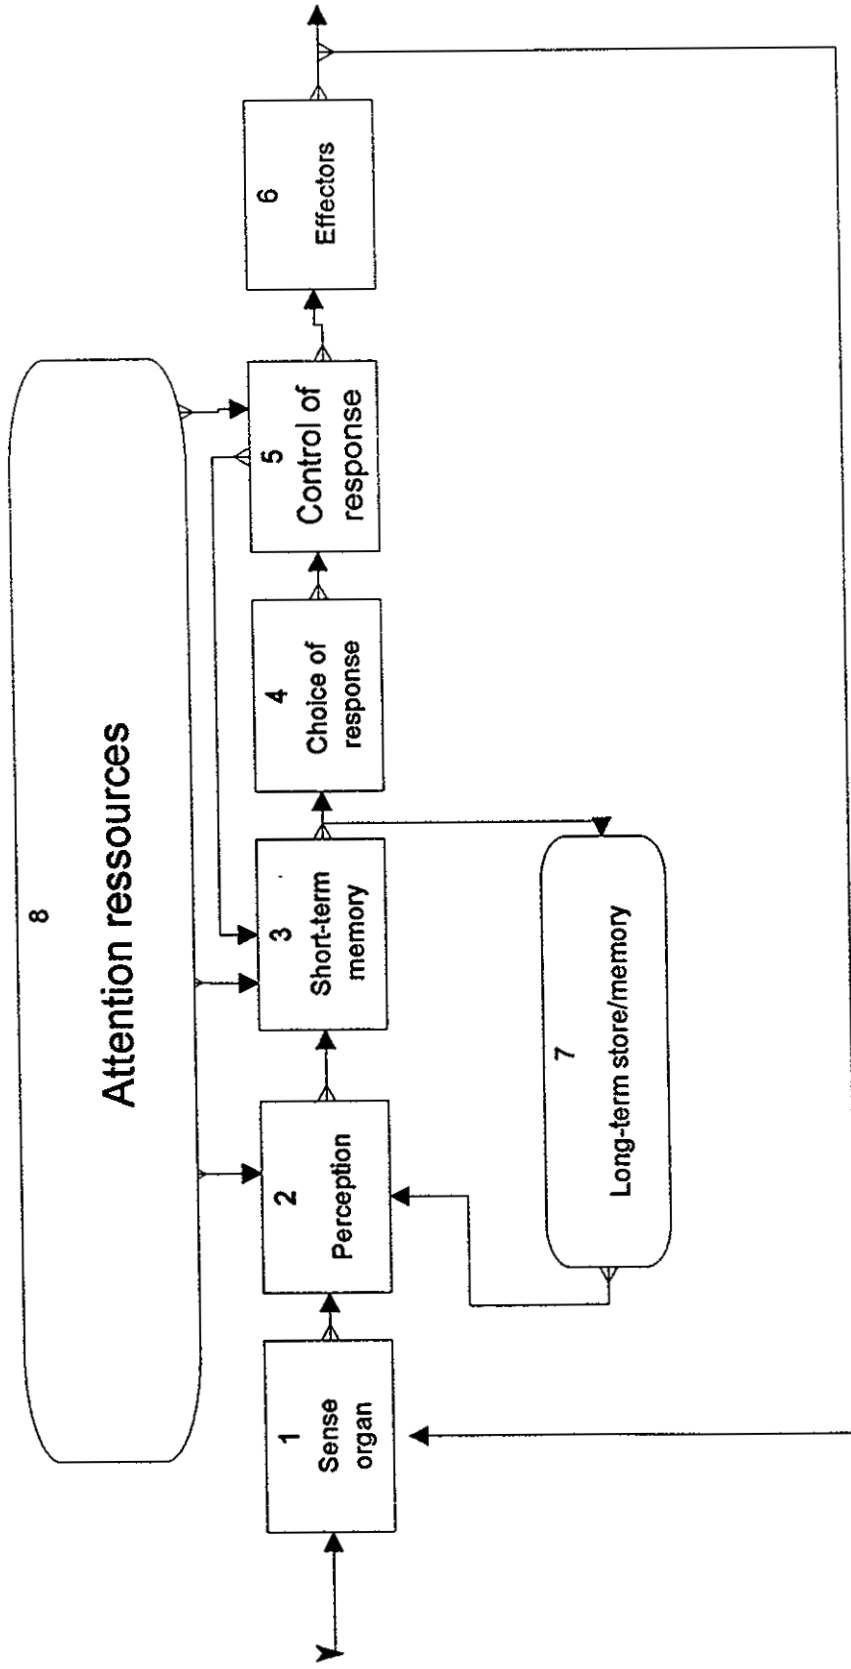 8
Attention ressources
1
Sense
organ
2
Perception
3
Short-term
memory
4
Choice of
response
5
Control of
response
6
Effectors
7
Long-term store/memory